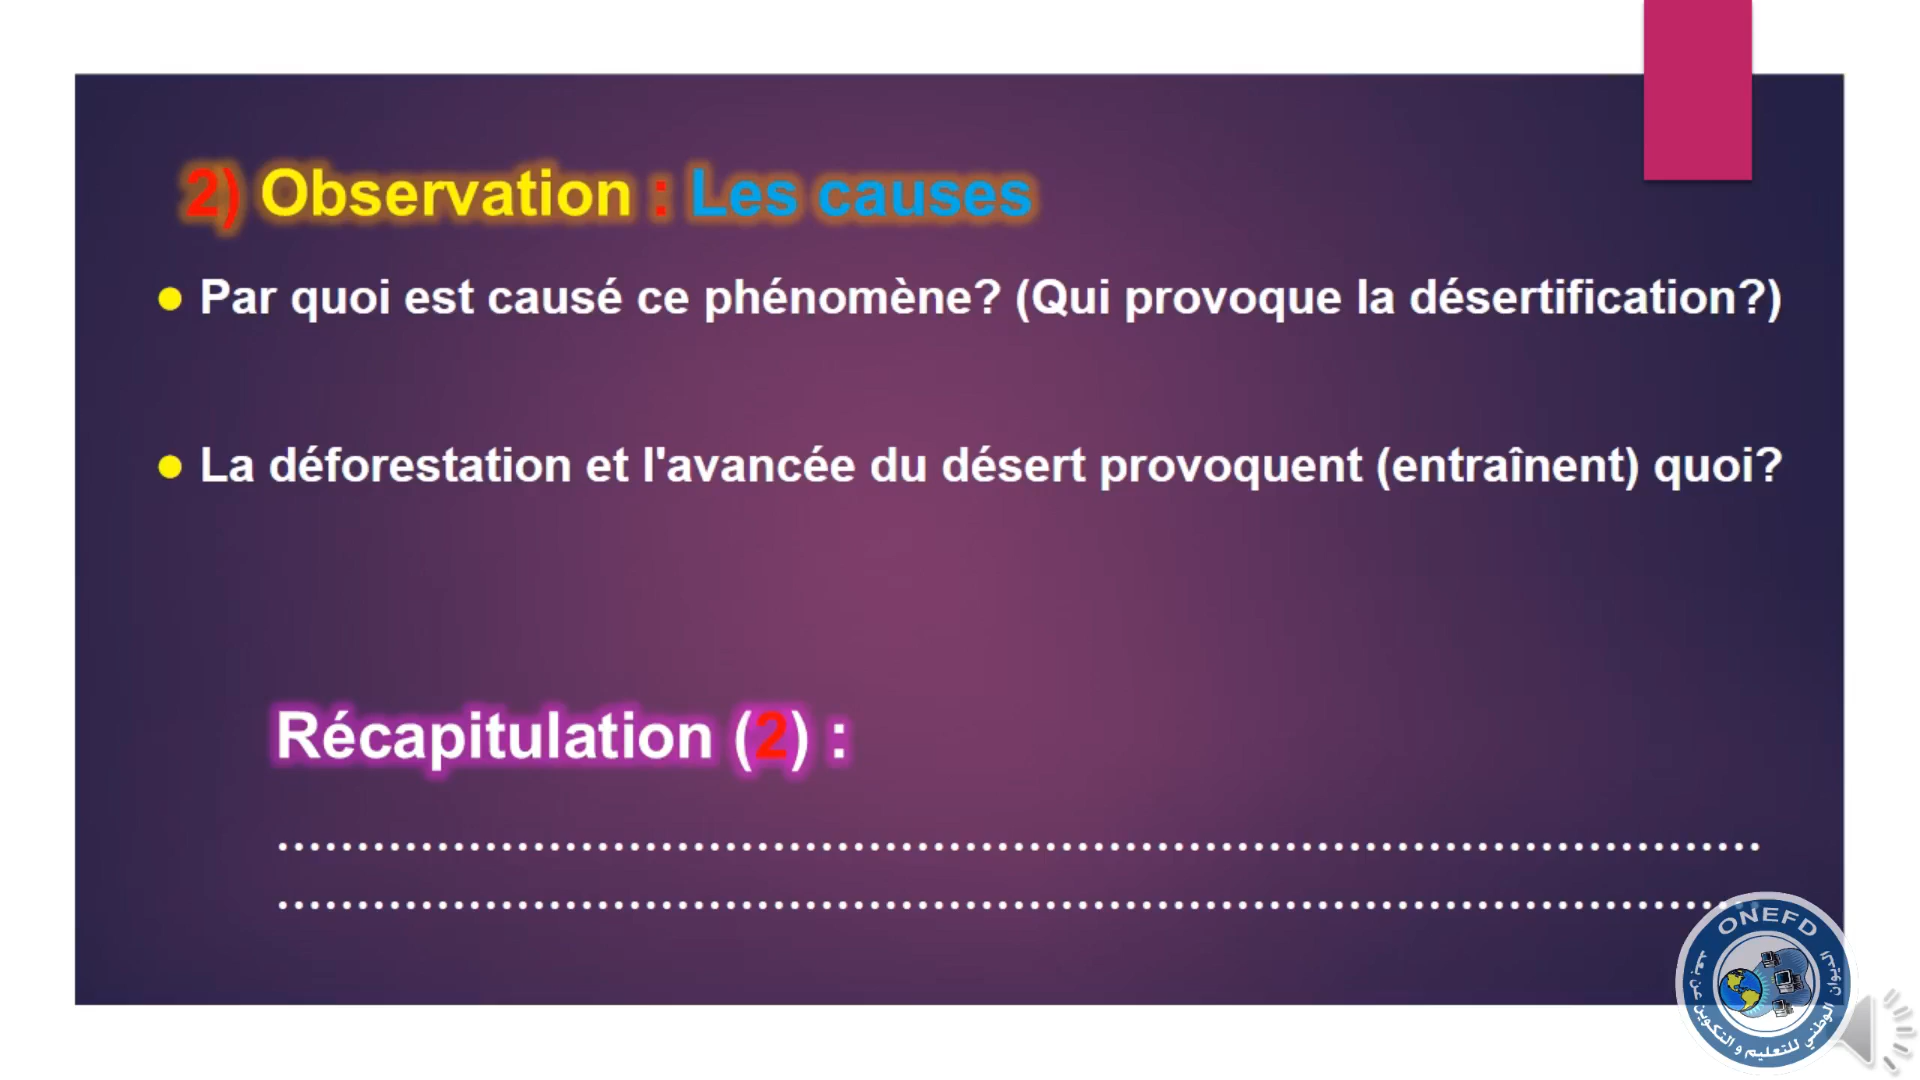 2) Observation : Les causes
Par quoi est causé ce phénomène? (Qui provoque la désertification?)
La déforestation et l'avancée du désert provoquent (entraînent) quoi?
Récapitulation (2) :
..............................................................................................
..............................................................................................
ONEFD
الديوان الوطني للتعليم و التكوين عن بعد